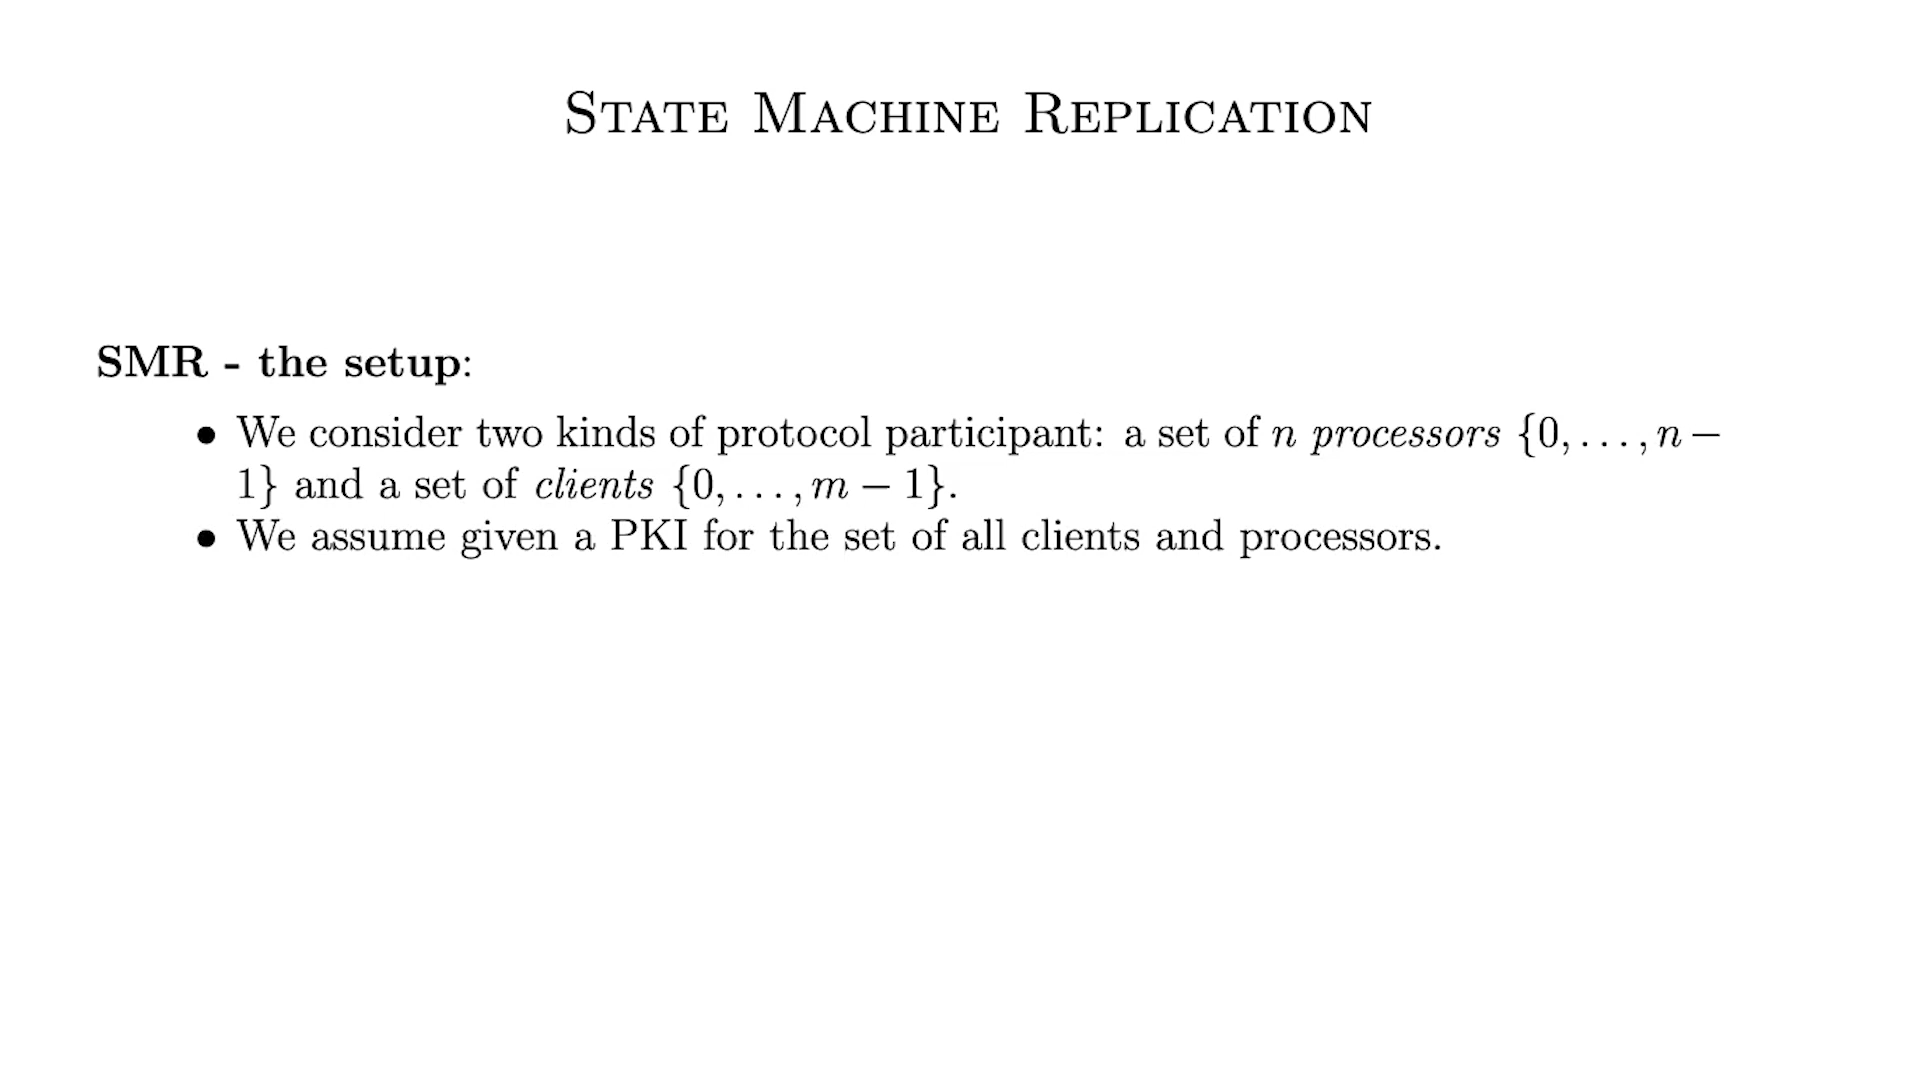 State Machine Replication
SMR - the setup:
• We consider two kinds of protocol participant: a set of n processors {0, . . . , n −
1} and a set of clients {0, . . . , m − 1}.
• We assume given a PKI for the set of all clients and processors.